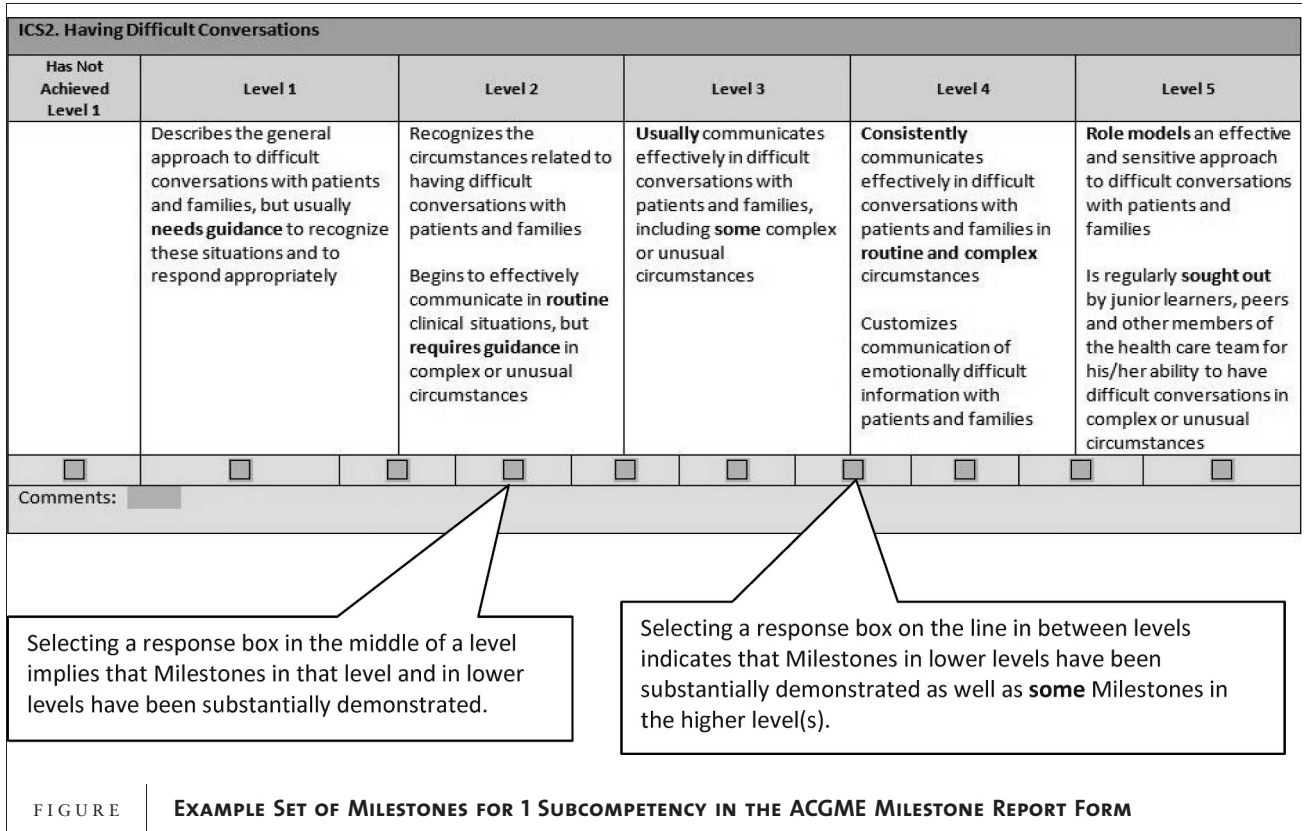 ICS2. Having Difficult Conversations
Has Not
Achieved
Level 1
Level 1
Level 2
Level 3
Level 4
Level 5
Describes the general
approach to difficult
conversations with patients
and families, but usually
needs guidance to recognize
these situations and to
respond appropriately
Recognizes the
circumstances related to
having difficult
conversations with
patients and families
Begins to effectively
communicate in routine
clinical situations, but
requires guidance in
complex or unusual
circumstances
Usually communicates
effectively in difficult
conversations with
patients and families,
including some complex
or unusual
circumstances
Consistently
communicates
effectively in difficult
conversations with
patients and families in
routine and complex
circumstances
Customizes
communication of
emotionally difficult
information with
patients and families
Role models an effective
and sensitive approach
to difficult conversations
with patients and
families
Is regularly sought out
by junior learners, peers
and other members of
the health care team for
his/her ability to have
difficult conversations in
complex or unusual
circumstances
Comments:
Selecting a response box in the middle of a level
implies that Milestones in that level and in lower
levels have been substantially demonstrated.
Selecting a response box on the line in between levels
indicates that Milestones in lower levels have been
substantially demonstrated as well as some Milestones in
the higher level(s).
FIGURE EXAMPLE SET OF MILESTONES FOR 1 SUBCOMPETENCY IN THE ACGME MILESTONE REPORT FORM